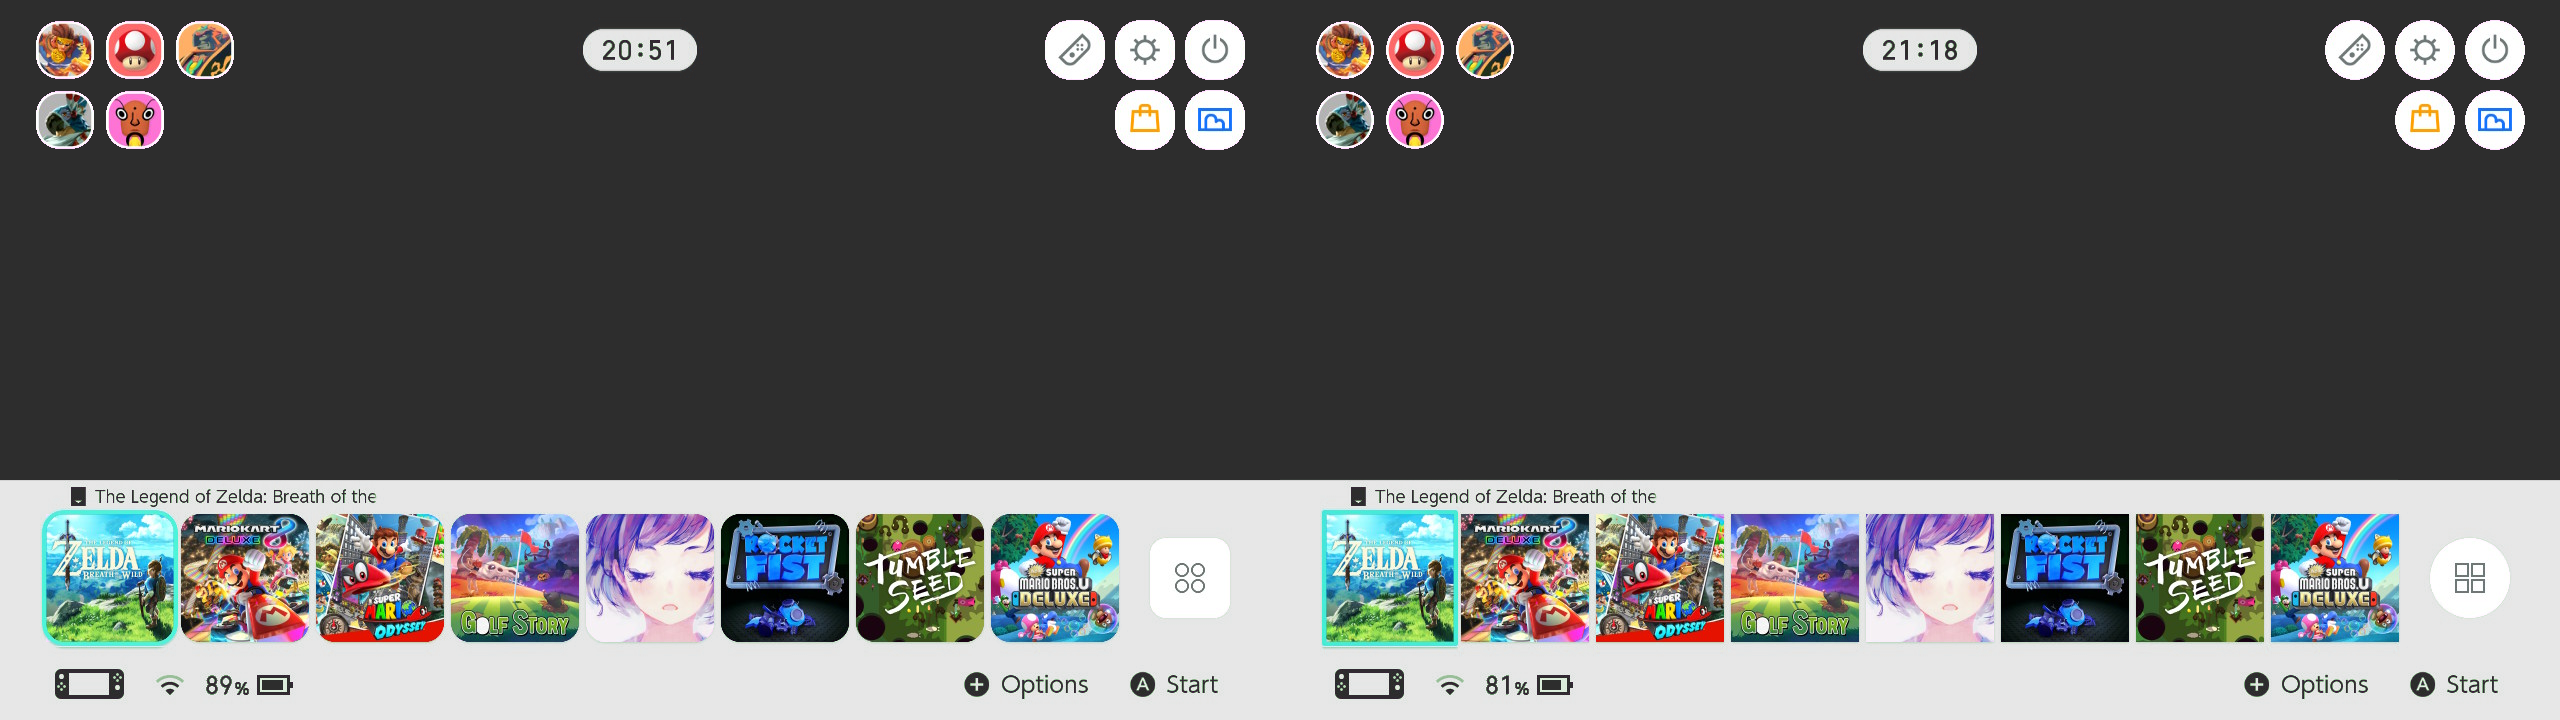 20:51
The Legend of Zelda: Breath of the
THE LEGEND OF
ZELDA
BREATH OF THE WILD
MARIOKART 8
DELUXE
SUPER
MARIO
ODYSSEY
GOLF STORY
ROCKET
FIST
TUMBLE
SEED
SUPER
MARIO BROS. U
DELUXE
89%
Options
A Start
21:18
The Legend of Zelda: Breath of the
THE LEGEND OF
ZELDA
BREATH OF THE WILD
MARIOKART 8
DELUXE
SUPER
MARIO
ODYSSEY
GOLF STORY
ROCKET
FIST
TUMBLE
SEED
SUPER
MARIO BROS. U
DELUXE
81%
Options
A Start